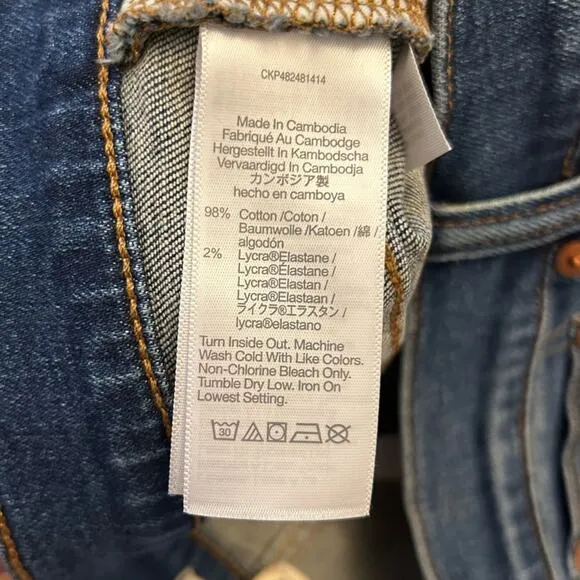 CKP482481414
Made In Cambodia
Fabriqué Au Cambodge
Hergestellt In Kambodscha
Vervaardigd In Cambodja
カンボジア製
hecho en camboya
98% Cotton /Coton /
Baumwolle /Katoen /綿 /
algodón
2% Lycra®Elastane /
Lycra®Élastane /
Lycra®Elastan /
Lycra®Elastaan /
ライクラ®エラスタン /
lycra®elastano
Turn Inside Out. Machine
Wash Cold With Like Colors.
Non-Chlorine Bleach Only.
Tumble Dry Low. Iron On
Lowest Setting.
30